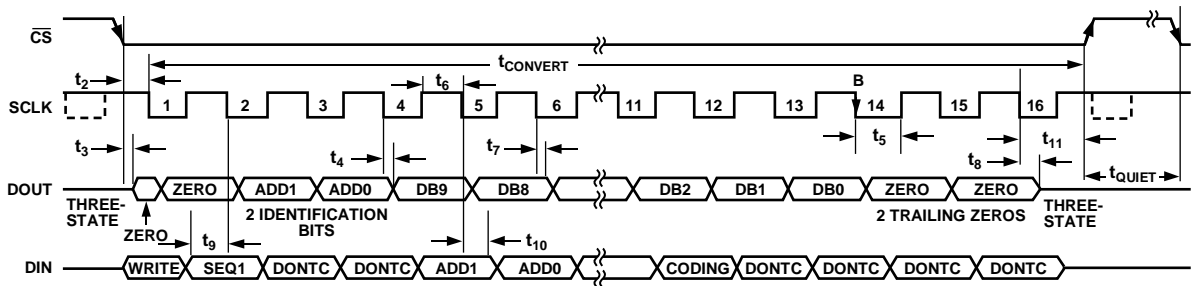 CS
tCONVERT
t2
t6
B
SCLK
1 2 3 4 5 6 11 12 13 14 15 16
t3
t4
t7
t5
t8
t11
DOUT
ZERO ADD1 ADD0 DB9 DB8 DB2 DB1 DB0 ZERO ZERO
tQUIET
THREE-
STATE
ZERO
2 IDENTIFICATION
BITS
2 TRAILING ZEROS
THREE-
STATE
t9
t10
DIN
WRITE SEQ1 DONTC DONTC ADD1 ADD0 CODING DONTC DONTC DONTC DONTC